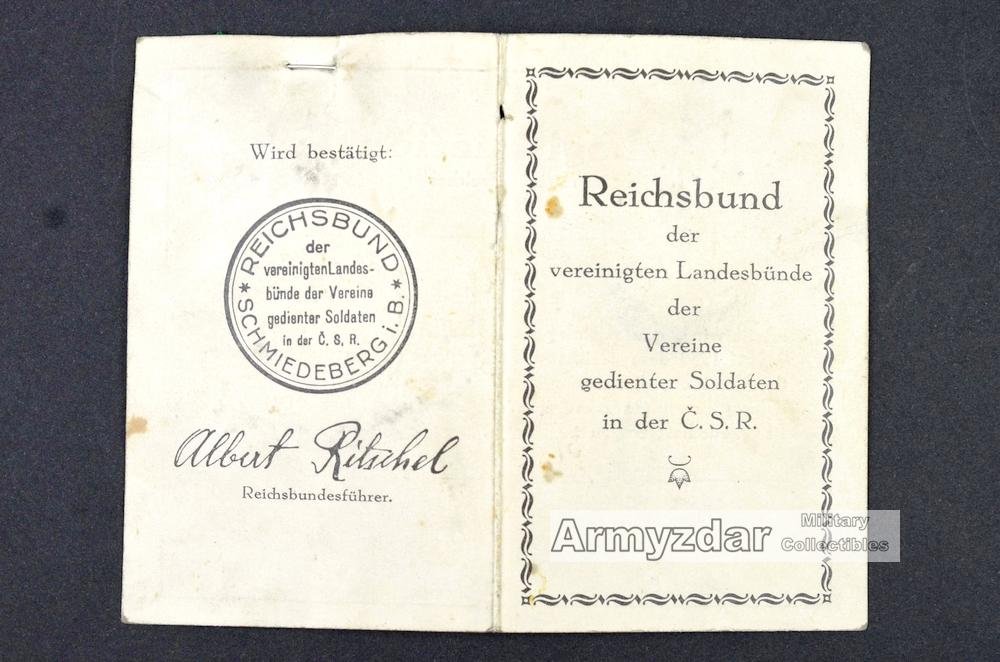 Wird bestätigt:
REICHSBUND
der
vereinigten Landes-
bünde der Vereine
gedienter Soldaten
in der Č. S. R.
* SCHMIEDEBERG i. B. *
Albert Ritschel
Reichsbundesführer.
Reichsbund
der
vereinigten Landesbünde
der
Vereine
gedienter Soldaten
in der Č. S. R.
Armyzdar Military
Collectibles